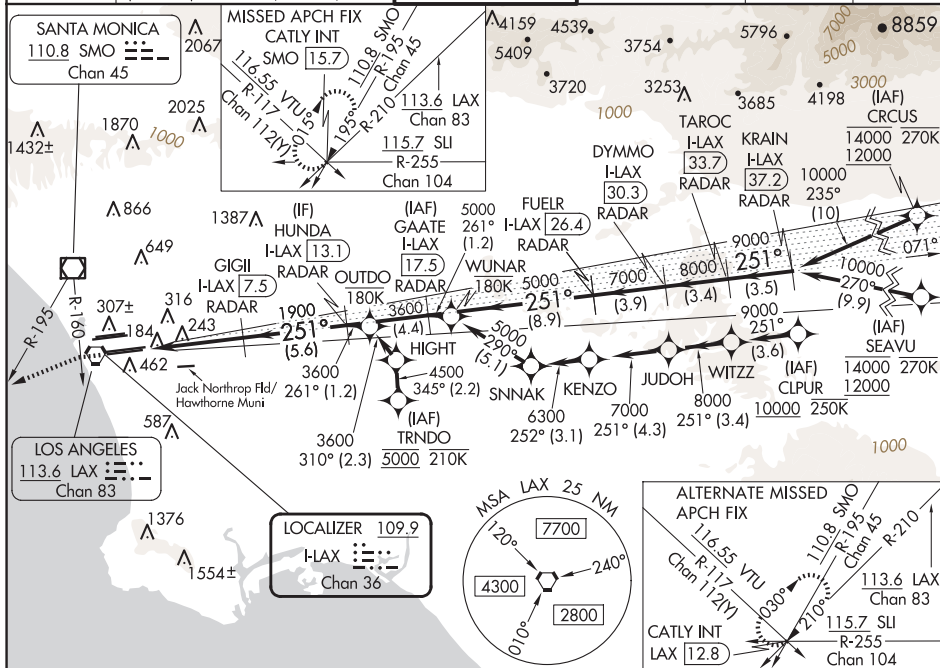 SANTA MONICA
110.8 SMO
Chan 45
2067
MISSED APCH FIX
CATLY INT
SMO 15.7
110.8 SMO
R-195
Chan 45
R-210
116.55 VTU
R-117
Chan 112(Y)
015°
195°
113.6 LAX
Chan 83
115.7 SLI
R-255
Chan 104
4159
5409
4539
3754
5796
7000
5000
8859
3720
3253
3685
4198
3000
1000
1432±
1870
1000
2025
866
649
1387
(IAF)
CRCUS
14000 270K
12000
TAROC
I-LAX
33.7
RADAR
KRAIN
I-LAX
37.2
RADAR
10000
235°
(10)
DYMMO
I-LAX
30.3
RADAR
FUELR
I-LAX 26.4
RADAR
(IF)
HUNDA
I-LAX 13.1
RADAR
(IAF)
GAATE
I-LAX
17.5
RADAR
5000
261°
(1.2)
WUNAR
180K
OUTDO
180K
GIGII
I-LAX 7.5
RADAR
1900
251°
(5.6)
3600
(4.4)
5000
251°
(8.9)
7000
(3.9)
8000
(3.4)
9000
251°
(3.5)
071°
10000
270°
(9.9)
(IAF)
SEAVU
14000 270K
12000
R-195
R-160
307±
316
184
243
462
Jack Northrop Fld/
Hawthorne Muni
3600
261° (1.2)
HIGHT
4500
345° (2.2)
5000
290°
(5.1)
9000
251°
(3.6)
(IAF)
TRNDO
5000 210K
3600
310° (2.3)
SNNAK
KENZO
JUDOH
WITZZ
(IAF)
CLPUR
10000 250K
6300
252° (3.1)
7000
251° (4.3)
8000
251° (3.4)
587
LOS ANGELES
113.6 LAX
Chan 83
1376
1554±
LOCALIZER 109.9
I-LAX
Chan 36
MSA LAX 25 NM
120°
7700
240°
4300
2800
010°
1000
ALTERNATE MISSED
APCH FIX
116.55 VTU
R-117
Chan 112(Y)
110.8 SMO
R-195
Chan 45
R-210
030°
210°
113.6 LAX
Chan 83
115.7 SLI
R-255
Chan 104
CATLY INT
LAX 12.8